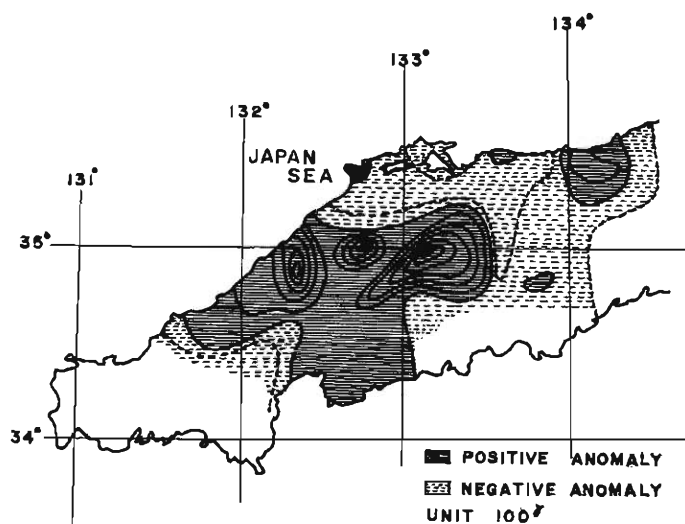 134°
133°
132°
JAPAN
SEA
131°
35°
34°
POSITIVE ANOMALY
NEGATIVE ANOMALY
UNIT 100γ